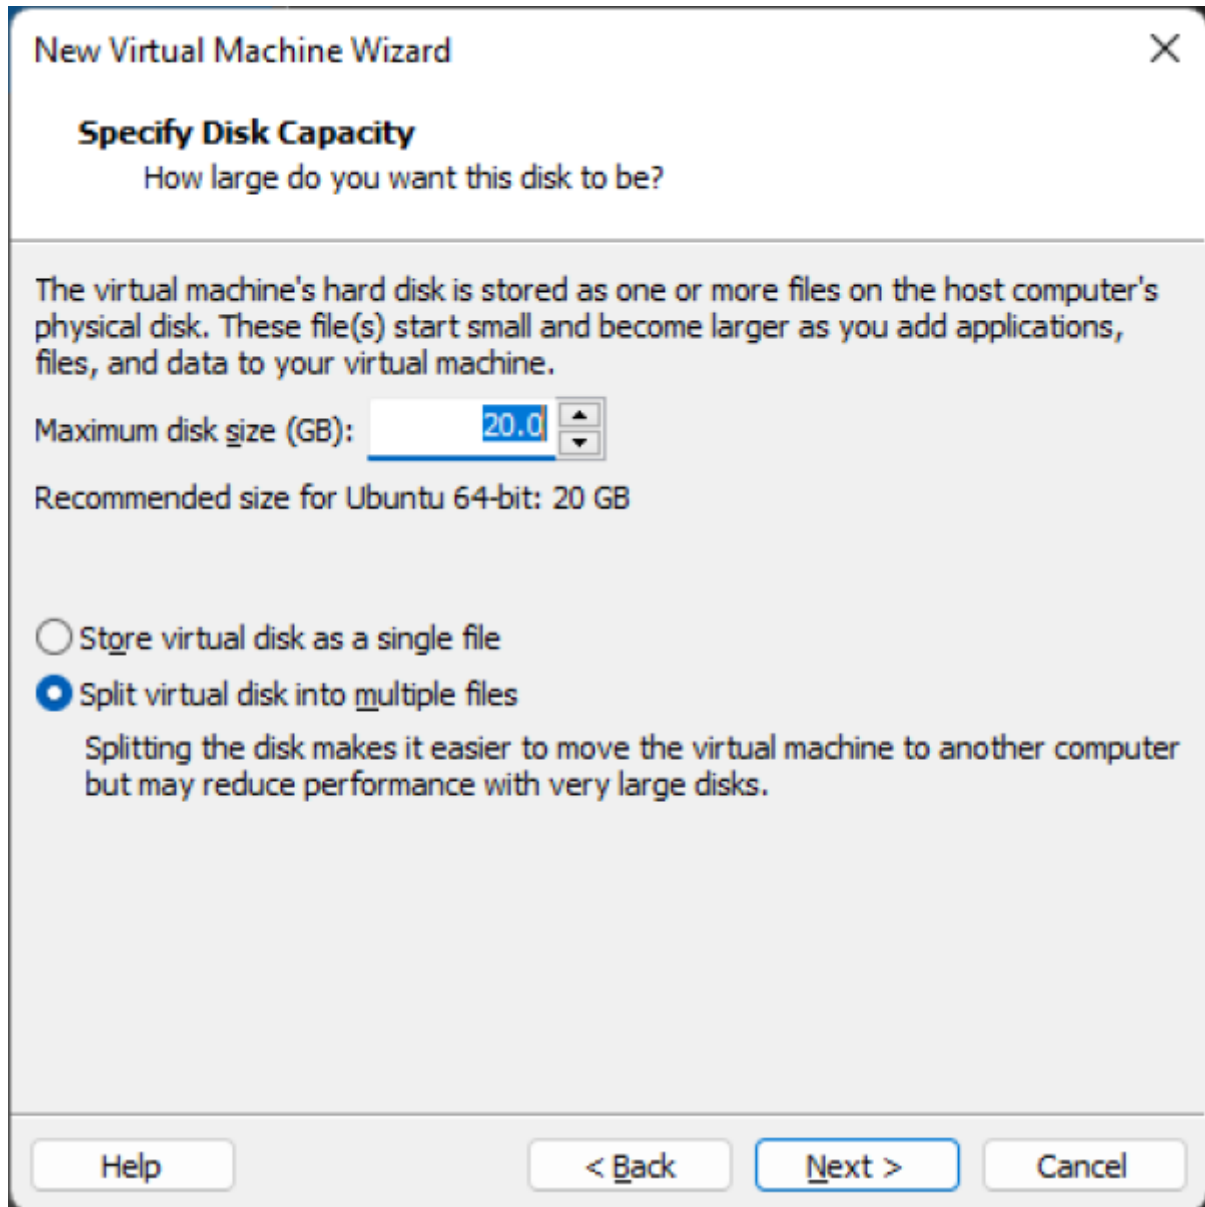 New Virtual Machine Wizard
Specify Disk Capacity
How large do you want this disk to be?
The virtual machine's hard disk is stored as one or more files on the host computer's
physical disk. These file(s) start small and become larger as you add applications,
files, and data to your virtual machine.
Maximum disk size (GB): 20.0
Recommended size for Ubuntu 64-bit: 20 GB
Store virtual disk as a single file
Split virtual disk into multiple files
Splitting the disk makes it easier to move the virtual machine to another computer
but may reduce performance with very large disks.
Help < Back Next > Cancel